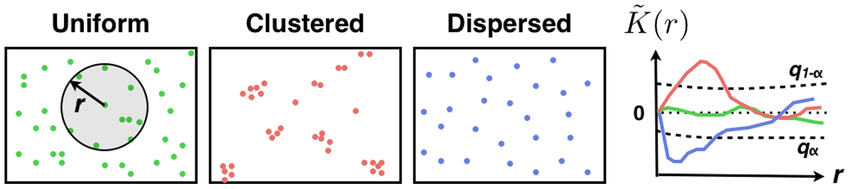 Uniform
Clustered
Dispersed
K̃(r)
r
0
q1-α
qα
r